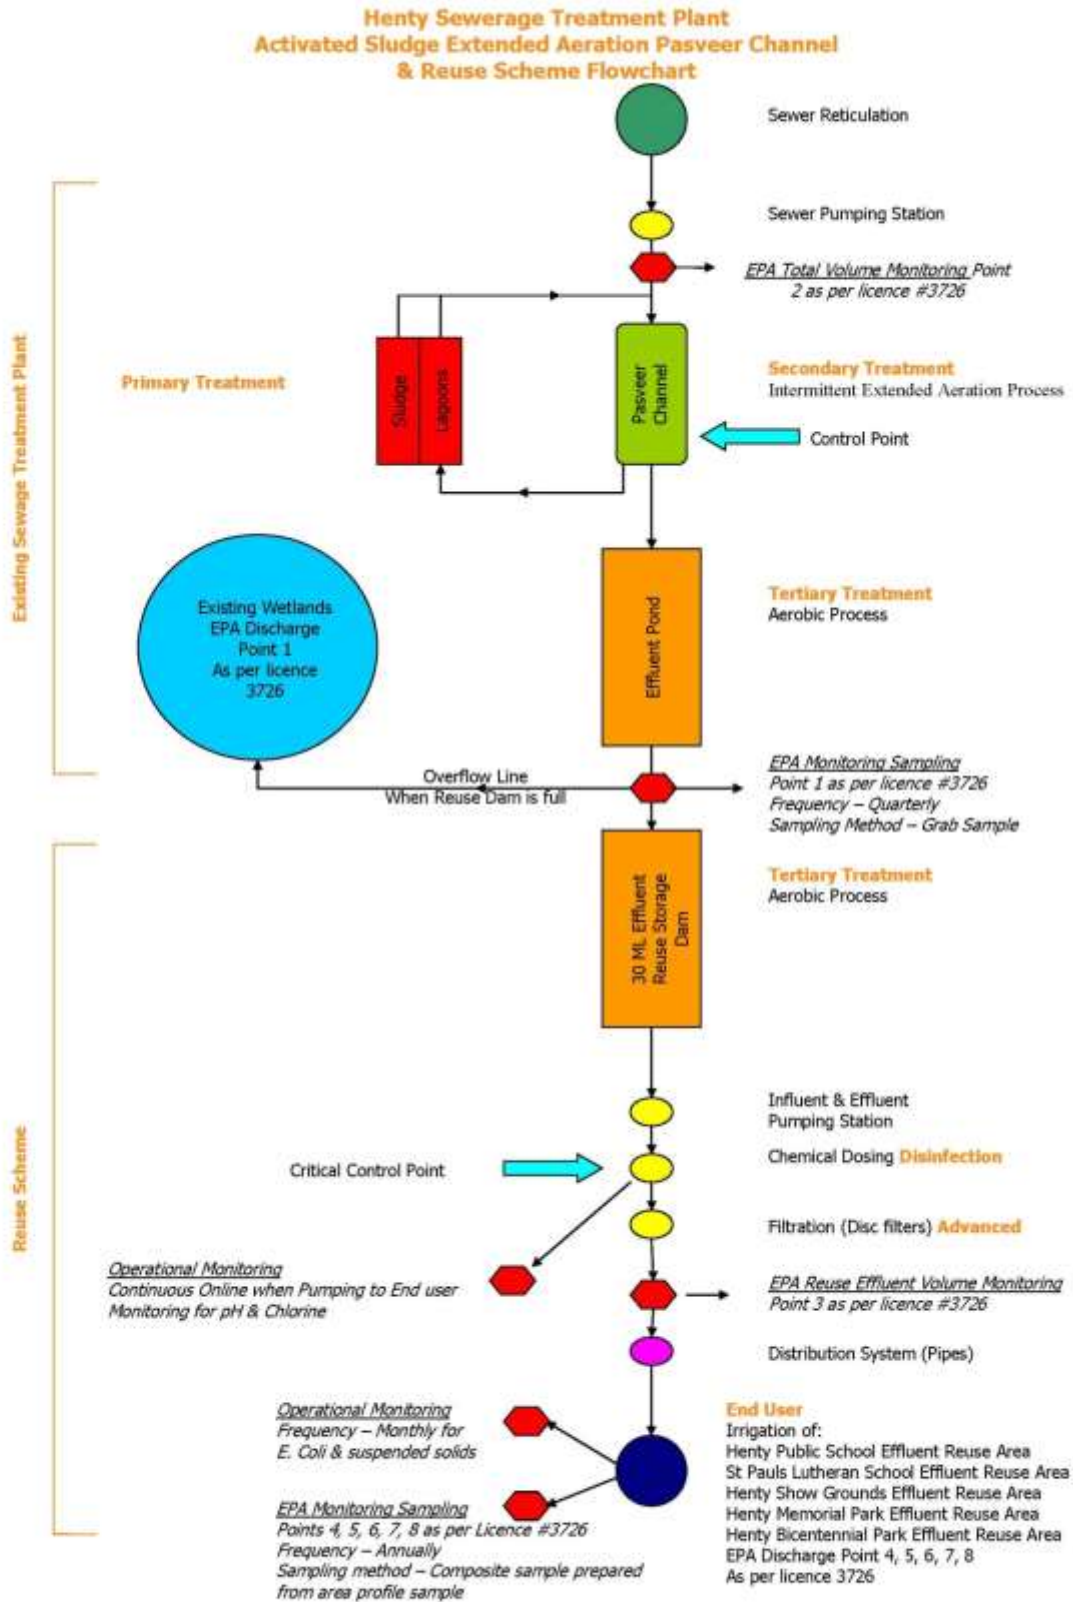 Henty Sewerage Treatment Plant
Activated Sludge Extended Aeration Pasveer Channel
& Reuse Scheme Flowchart
Sewer Reticulation
Sewer Pumping Station
EPA Total Volume Monitoring Point
2 as per licence #3726
Existing Sewage Treatment Plant
Primary Treatment
Sludge
Lagoons
Pasveer
Channel
Secondary Treatment
Intermittent Extended Aeration Process
Control Point
Existing Wetlands
EPA Discharge
Point 1
As per licence
3726
Effluent Pond
Tertiary Treatment
Aerobic Process
Overflow Line
When Reuse Dam is full
EPA Monitoring Sampling
Point 1 as per licence #3726
Frequency – Quarterly
Sampling Method – Grab Sample
Reuse Scheme
30 ML Effluent
Reuse Storage
Dam
Tertiary Treatment
Aerobic Process
Influent & Effluent
Pumping Station
Critical Control Point
Chemical Dosing Disinfection
Filtration (Disc filters) Advanced
Operational Monitoring
Continuous Online when Pumping to End user
Monitoring for pH & Chlorine
EPA Reuse Effluent Volume Monitoring
Point 3 as per licence #3726
Distribution System (Pipes)
Operational Monitoring
Frequency – Monthly for
E. Coli & suspended solids
EPA Monitoring Sampling
Points 4, 5, 6, 7, 8 as per Licence #3726
Frequency – Annually
Sampling method – Composite sample prepared
from area profile sample
End User
Irrigation of:
Henty Public School Effluent Reuse Area
St Pauls Lutheran School Effluent Reuse Area
Henty Show Grounds Effluent Reuse Area
Henty Memorial Park Effluent Reuse Area
Henty Bicentennial Park Effluent Reuse Area
EPA Discharge Point 4, 5, 6, 7, 8
As per licence 3726